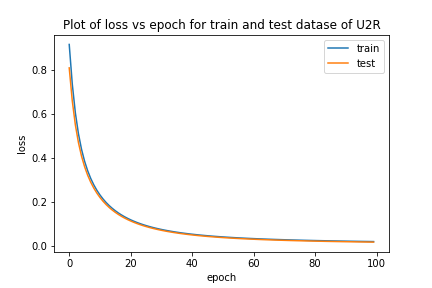 Plot of loss vs epoch for train and test datase of U2R
train
test
loss
0.8
0.6
0.4
0.2
0.0
0 20 40 60 80 100
epoch